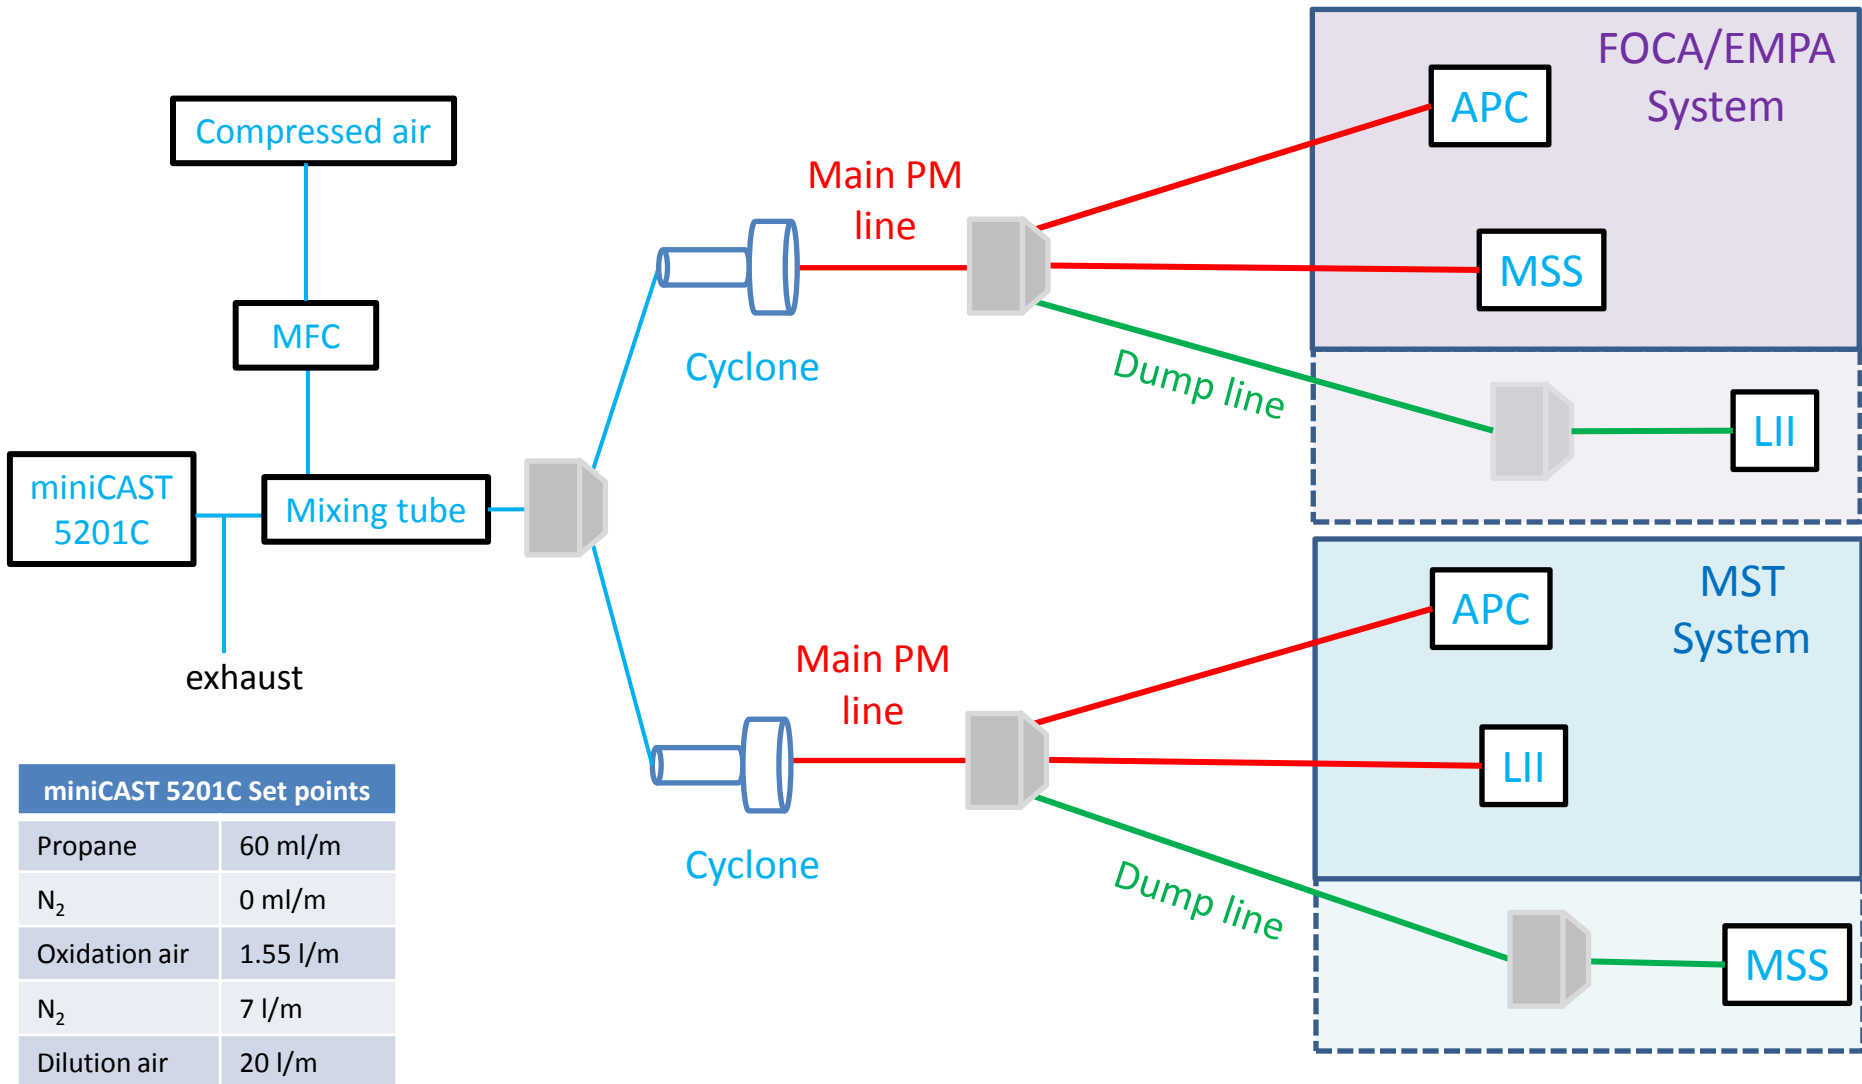 FOCA/EMPA
System
APC
Compressed air
Main PM
line
MSS
MFC
Cyclone
Dump line
LII
miniCAST
5201C
Mixing tube
exhaust
MST
System
APC
Main PM
line
LII
Cyclone
Dump line
MSS
miniCAST 5201C Set points
Propane 60 ml/m
N₂ 0 ml/m
Oxidation air 1.55 l/m
N₂ 7 l/m
Dilution air 20 l/m